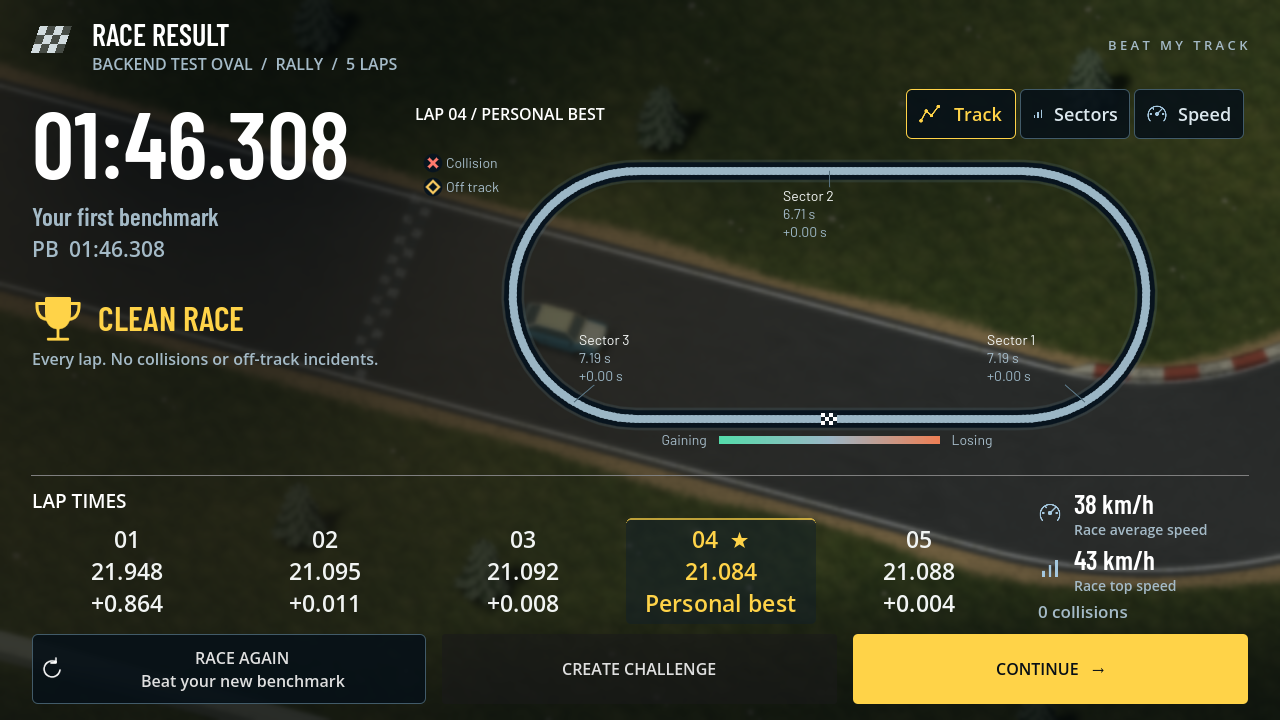 RACE RESULT
BACKEND TEST OVAL / RALLY / 5 LAPS
BEAT MY TRACK
01:46.308
Your first benchmark
PB 01:46.308
CLEAN RACE
Every lap. No collisions or off-track incidents.
LAP 04 / PERSONAL BEST
Track
Sectors
Speed
Collision
Off track
Sector 2
6.71 s
+0.00 s
Sector 3
7.19 s
+0.00 s
Sector 1
7.19 s
+0.00 s
Gaining
Losing
LAP TIMES
01
21.948
+0.864
02
21.095
+0.011
03
21.092
+0.008
04 ★
21.084
Personal best
05
21.088
+0.004
38 km/h
Race average speed
43 km/h
Race top speed
0 collisions
RACE AGAIN
Beat your new benchmark
CREATE CHALLENGE
CONTINUE →